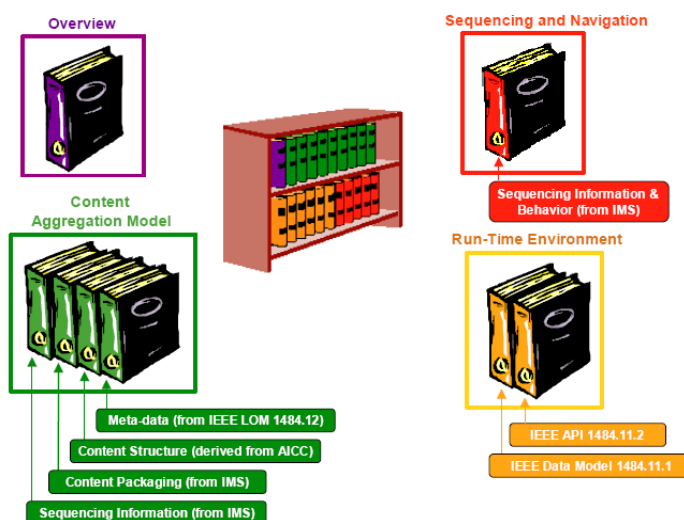 Overview
Sequencing and Navigation
Sequencing Information &
Behavior (from IMS)
Content
Aggregation Model
Run-Time Environment
Meta-data (from IEEE LOM 1484.12)
Content Structure (derived from AICC)
Content Packaging (from IMS)
Sequencing Information (from IMS)
IEEE API 1484.11.2
IEEE Data Model 1484.11.1